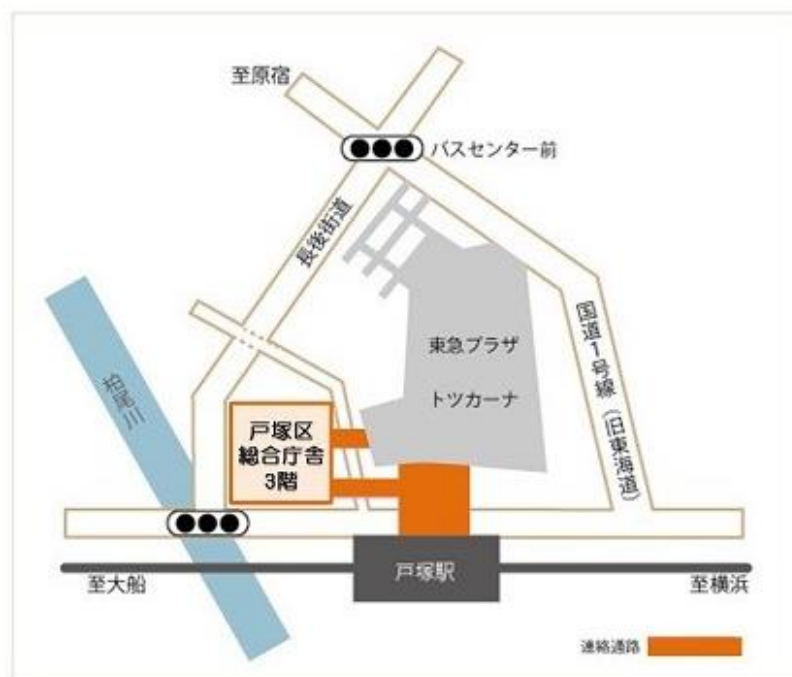 至原宿
バスセンター前
長後街道
国道1号線（旧東海道）
柏尾川
東急プラザ
トツカーナ
戸塚区
総合庁舎
3階
戸塚駅
至大船
至横浜
連絡通路